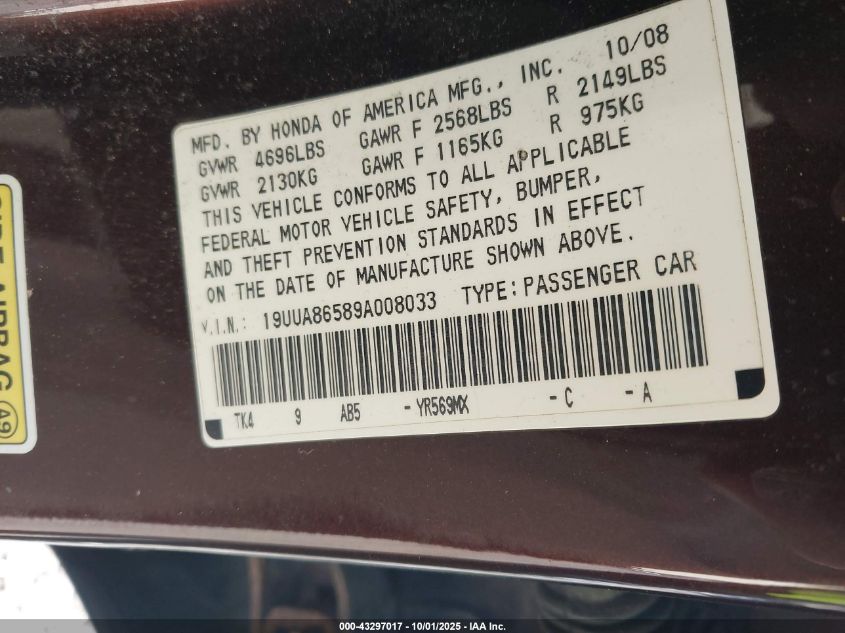 MFD. BY HONDA OF AMERICA MFG., INC. 10/08
GVWR 4696LBS GAWR F 2568LBS R 2149LBS
GVWR 2130KG GAWR F 1165KG R 975KG
THIS VEHICLE CONFORMS TO ALL APPLICABLE
FEDERAL MOTOR VEHICLE SAFETY, BUMPER,
AND THEFT PREVENTION STANDARDS IN EFFECT
ON THE DATE OF MANUFACTURE SHOWN ABOVE.
V.I.N.: 19UUA86589A008033 TYPE:PASSENGER CAR
TK4 9 AB5 -YR569MX -C -A
SIDE AIRBAG
A9
000-43297017 - 10/01/2025 - IAA Inc.